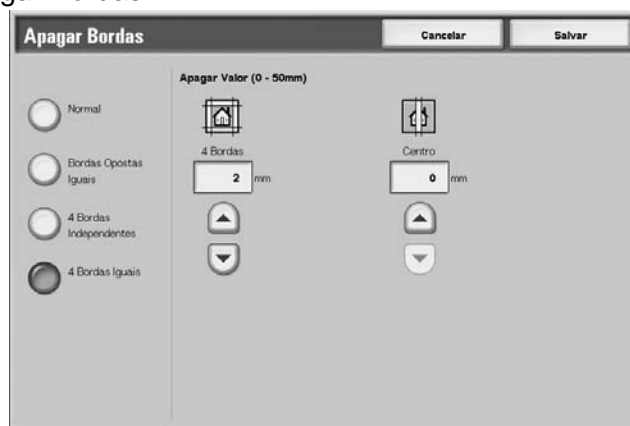 Apagar Bordas
Cancelar
Salvar
Apagar Valor (0 - 50mm)
Normal
Bordas Opostas
Iguais
4 Bordas
Independentes
4 Bordas Iguais
4 Bordas
2 mm
Centro
0 mm